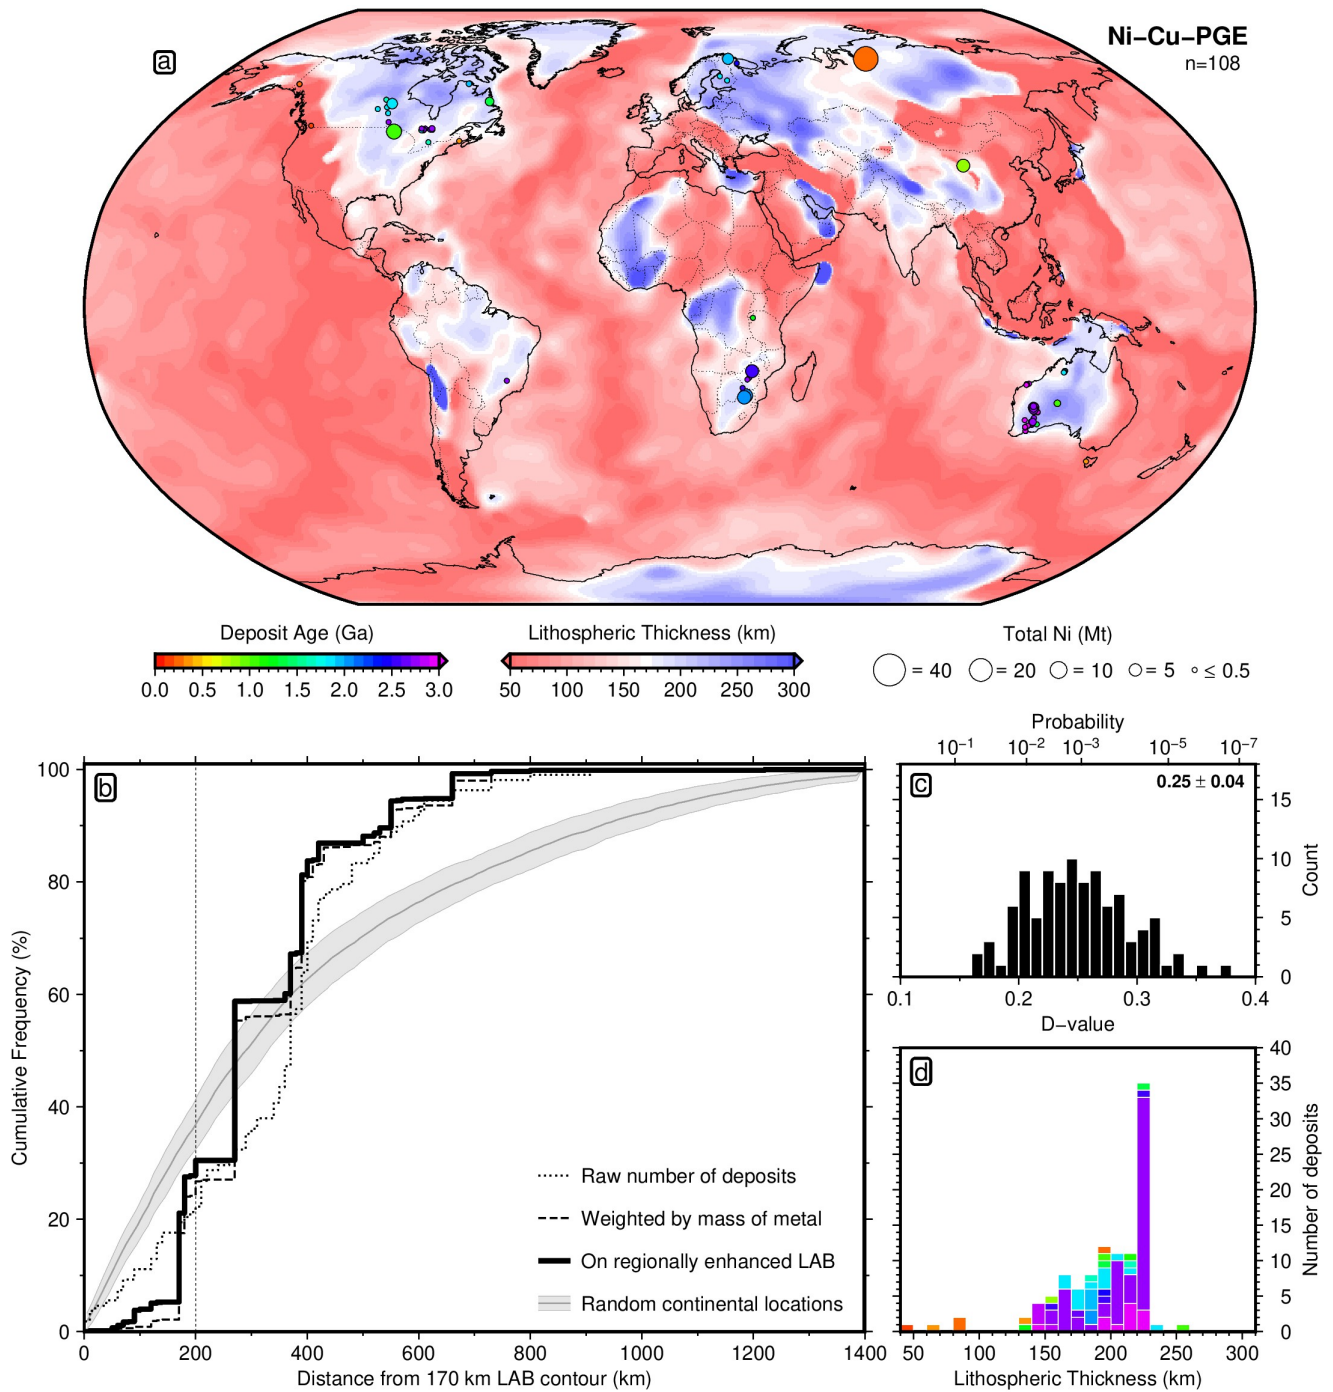 a
Ni–Cu–PGE
n=108
Deposit Age (Ga)
0.0 0.5 1.0 1.5 2.0 2.5 3.0
Lithospheric Thickness (km)
50 100 150 200 250 300
Total Ni (Mt)
= 40 = 20 = 10 = 5 ≤ 0.5
b
100
80
60
40
20
0
Cumulative Frequency (%)
Raw number of deposits
Weighted by mass of metal
On regionally enhanced LAB
Random continental locations
0 200 400 600 800 1000 1200 1400
Distance from 170 km LAB contour (km)
Probability
10−1 10−2 10−3 10−5 10−7
c
0.25 ± 0.04
15
10
5
0
Count
0.1 0.2 0.3 0.4
D−value
d
40
35
30
25
20
15
10
5
0
Number of deposits
50 100 150 200 250 300
Lithospheric Thickness (km)